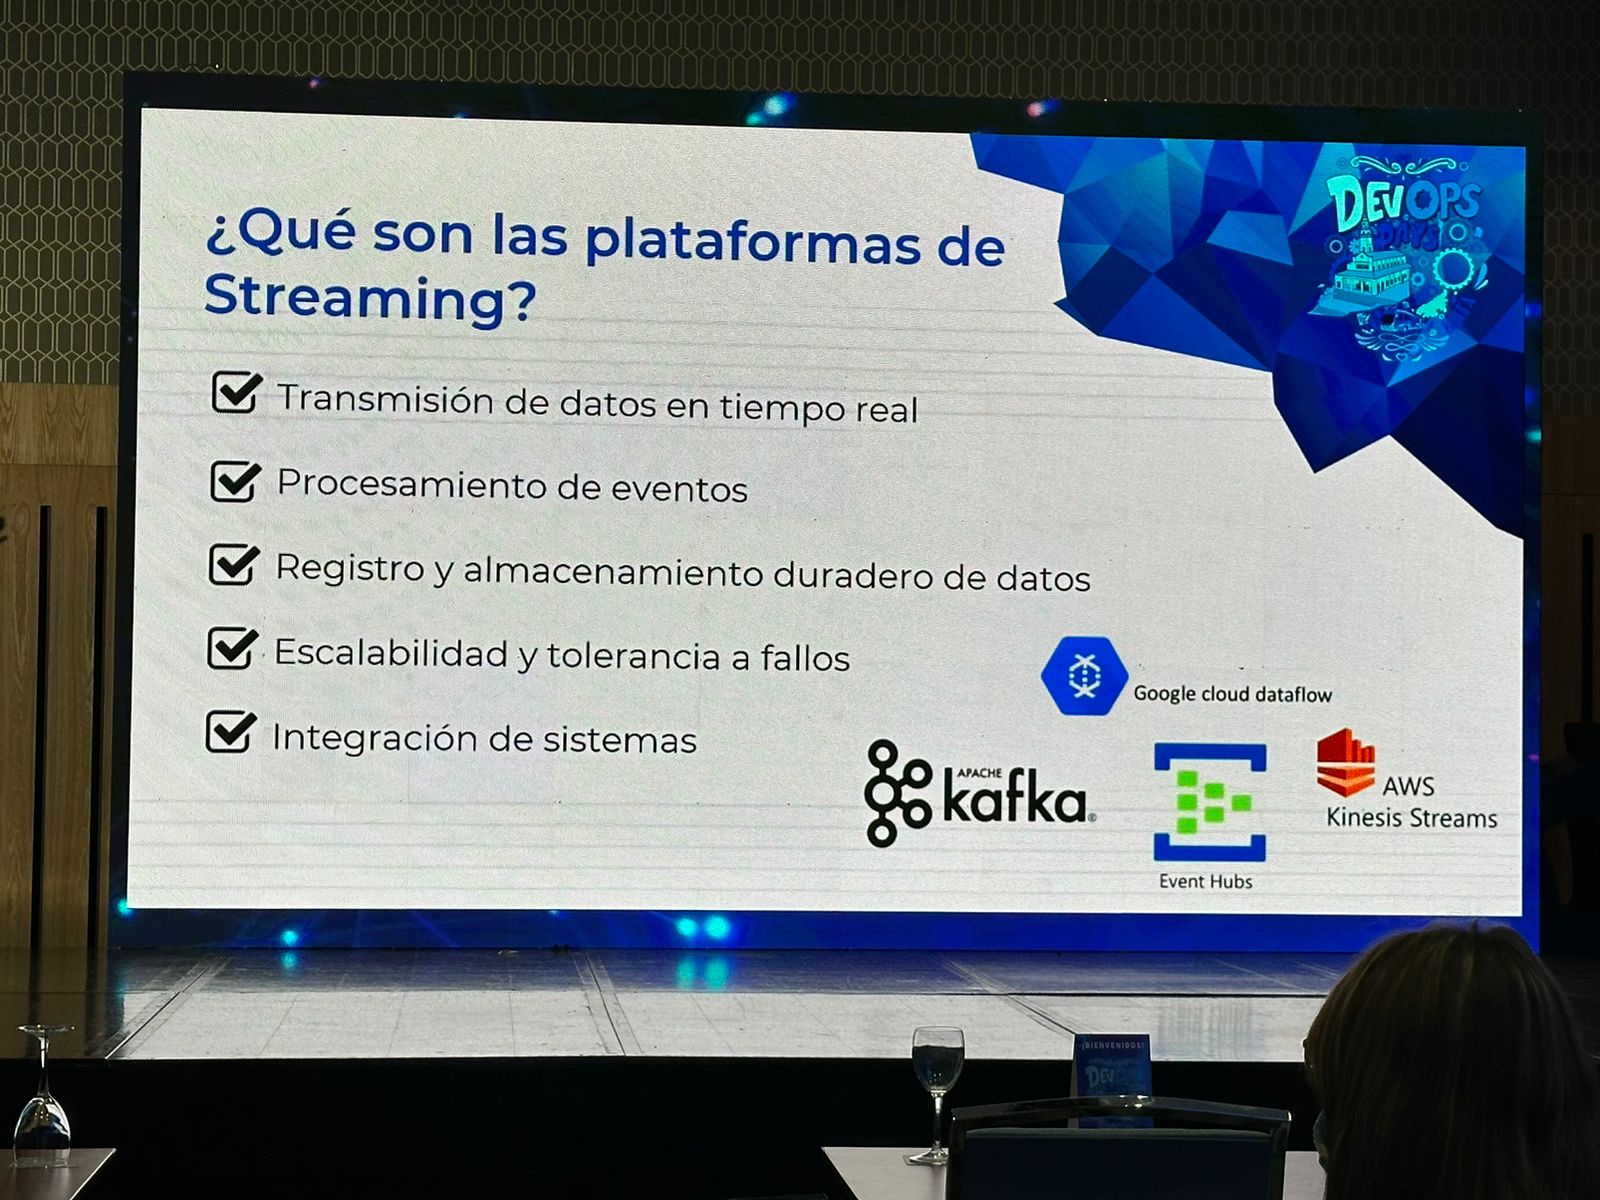 DEVOPS
DAYS
¿Qué son las plataformas de
Streaming?
Transmisión de datos en tiempo real
Procesamiento de eventos
Registro y almacenamiento duradero de datos
Escalabilidad y tolerancia a fallos
Integración de sistemas
Google cloud dataflow
APACHE
kafka
AWS
Kinesis Streams
Event Hubs
¡BIENVENIDOS!
DEVOPS